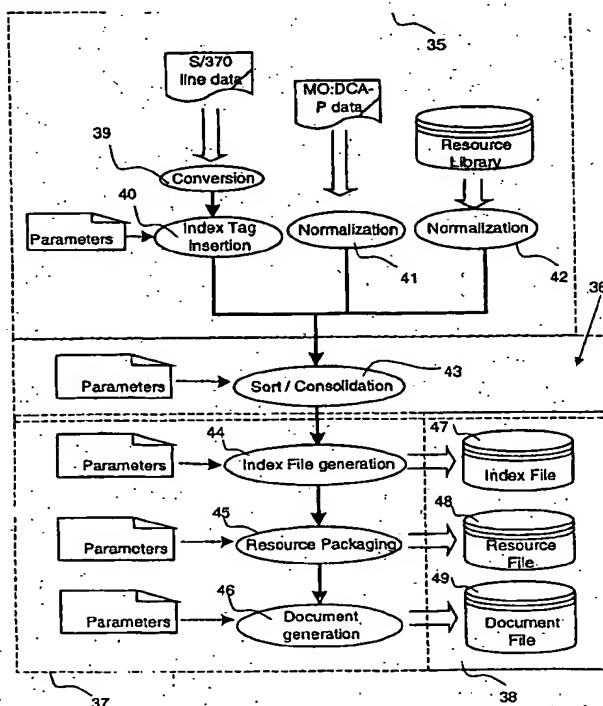 35
S/370
line data
MO:DCA-
P data
Resource
Library
39
Conversion
Parameters
40
Index Tag
insertion
Normalization
41
Normalization
42
36
Parameters
Sort / Consolidation
43
Parameters
44
Index File generation
47
Index File
Parameters
45
Resource Packaging
48
Resource
File
Parameters
46
Document
generation
49
Document
File
37
38